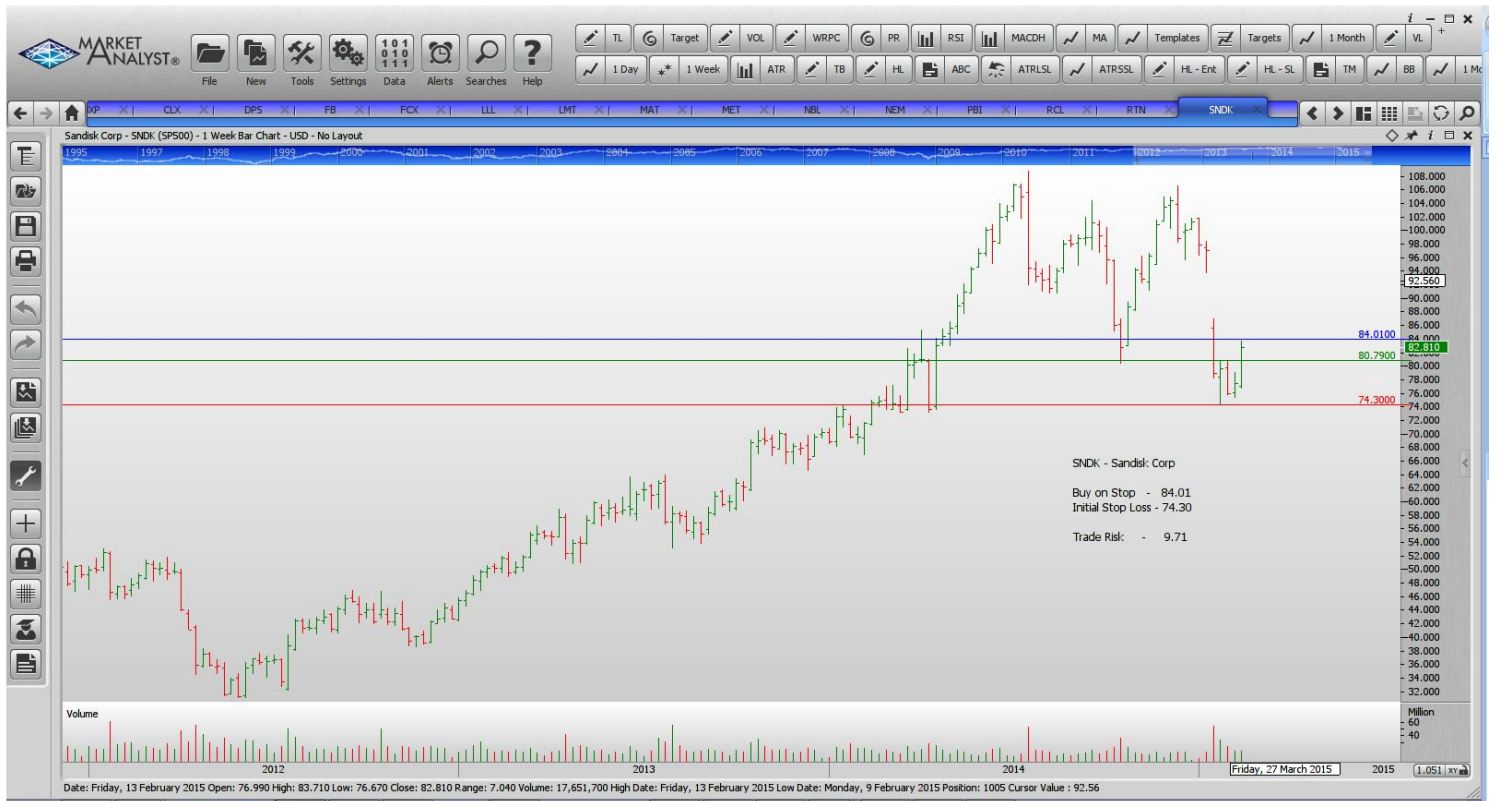 MARKET
ANALYST®
File
New
Tools
Settings
Data
Alerts
Searches
Help
TL
Target
VOL
WRPC
PR
RSI
MACDH
MA
Templates
Targets
1 Month
VL
1 Day
1 Week
ATR
TB
HL
ABC
ATRLSL
ATRSSL
HL - Ent
HL - SL
TM
BB
CLX
DPS
FB
FCX
LLL
LMT
MAT
MET
NBL
NEM
PBI
RCL
RTN
SNDK
Sandisk Corp - SNDK (SP500) - 1 Week Bar Chart - USD - No Layout
1995 1997 1998 1999 2000 2001 2002 2003 2004 2005 2006 2007 2008 2009 2010 2011 2012 2013 2014 2015
108.000
106.000
104.000
102.000
100.000
98.000
96.000
94.000
92.560
90.000
88.000
86.000
84.0100
84.000
82.810
80.7900
80.000
78.000
76.000
74.3000
74.000
72.000
70.000
68.000
66.000
64.000
62.000
60.000
58.000
56.000
54.000
52.000
50.000
48.000
46.000
44.000
42.000
40.000
38.000
36.000
34.000
32.000
SNDK - Sandisk Corp
Buy on Stop - 84.01
Initial Stop Loss - 74.30
Trade Risk - 9.71
Volume
Million
60
40
2012 2013 2014 Friday, 27 March 2015 2015 1.051 XY
Date: Friday, 13 February 2015 Open: 76.990 High: 83.710 Low: 76.670 Close: 82.810 Range: 7.040 Volume: 17,651,700 High Date: Friday, 13 February 2015 Low Date: Monday, 9 February 2015 Position: 1005 Cursor Value : 92.56